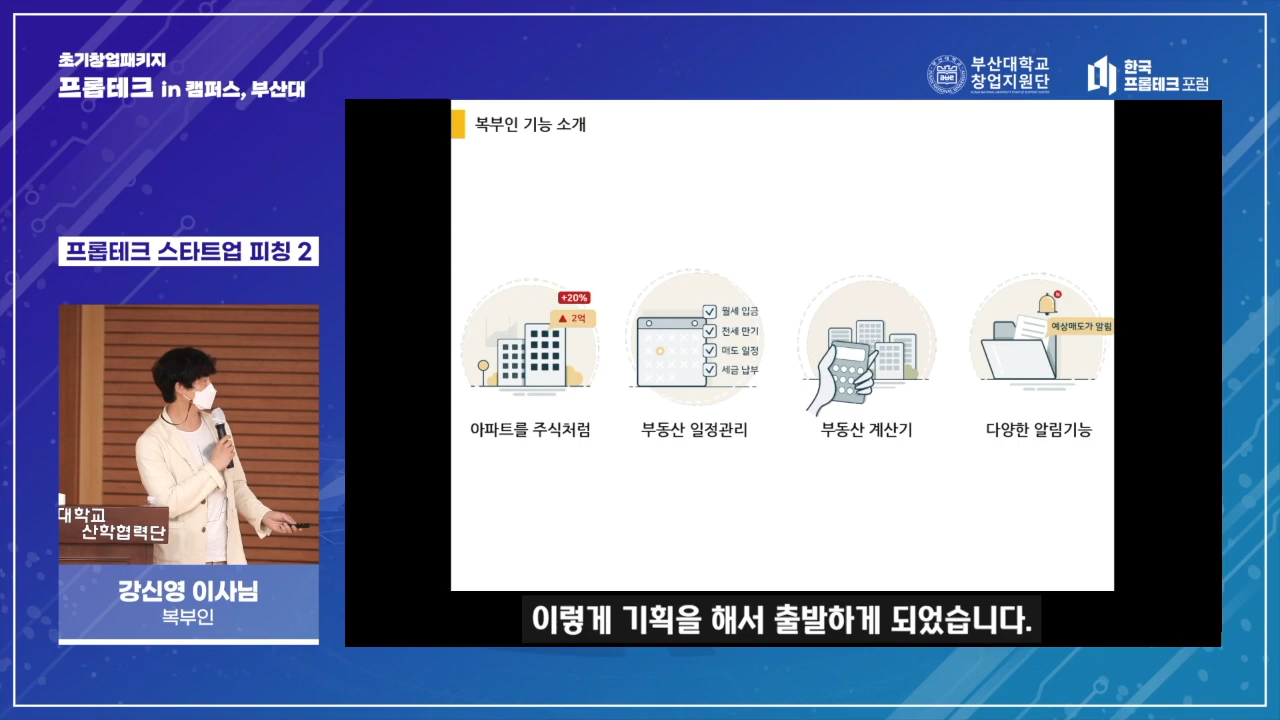 초기창업패키지
프롭테크 in 캠퍼스, 부산대
부산대학교
창업지원단
한국
프롭테크포럼
복부인 기능 소개
프롭테크 스타트업 피칭 2
+20%
▲ 2억
월세 입금
전세 만기
매도 일정
세금 납부
N
예상매도가 알림
아파트를 주식처럼
부동산 일정관리
부동산 계산기
다양한 알림기능
대학교
산학협력단
강신영 이사님
복부인
이렇게 기획을 해서 출발하게 되었습니다.